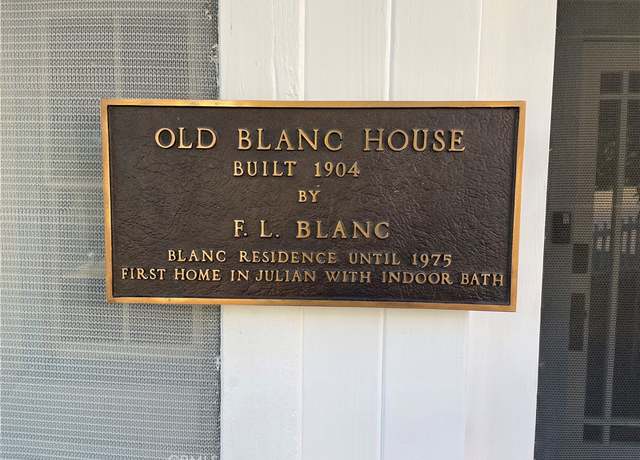 OLD BLANC HOUSE
BUILT 1904
BY
F. L. BLANC
BLANC RESIDENCE UNTIL 1975
FIRST HOME IN JULIAN WITH INDOOR BATH